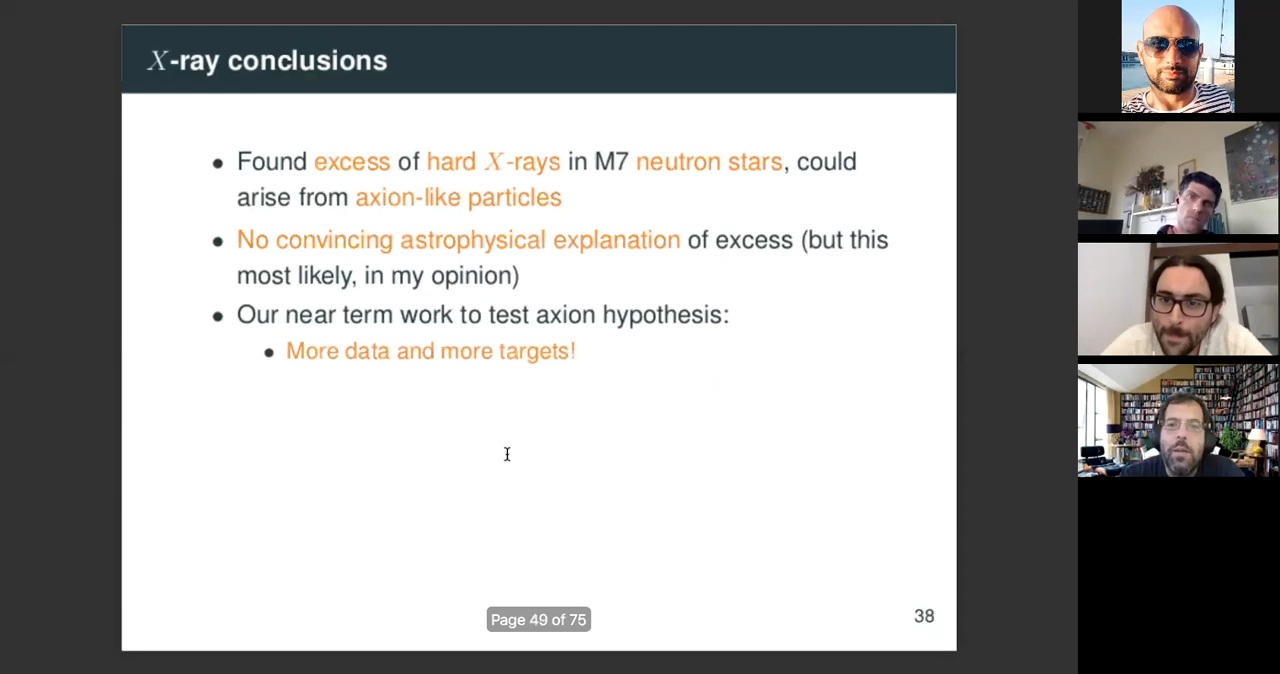 X-ray conclusions
• Found excess of hard X-rays in M7 neutron stars, could
arise from axion-like particles
• No convincing astrophysical explanation of excess (but this
most likely, in my opinion)
• Our near term work to test axion hypothesis:
• More data and more targets!
Page 49 of 75
38